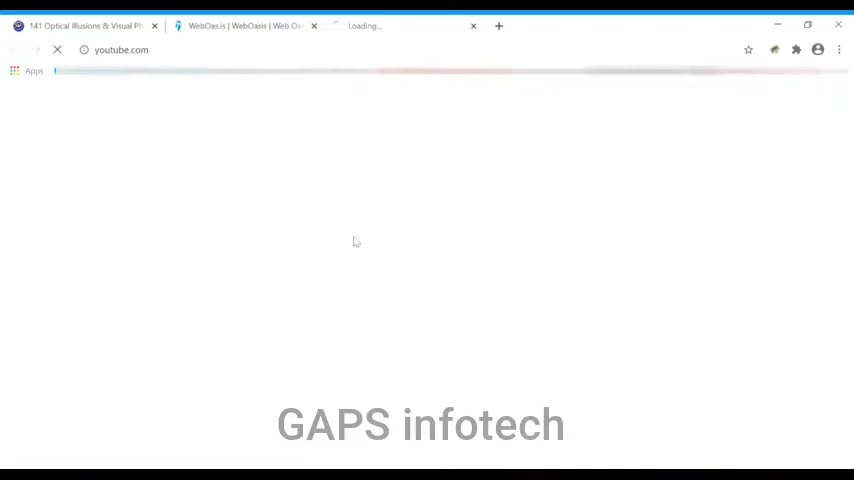 141 Optical Illusions & Visual Ph
WebOas.is | WebOasis | Web Oa
Loading...
youtube.com
Apps
GAPS infotech